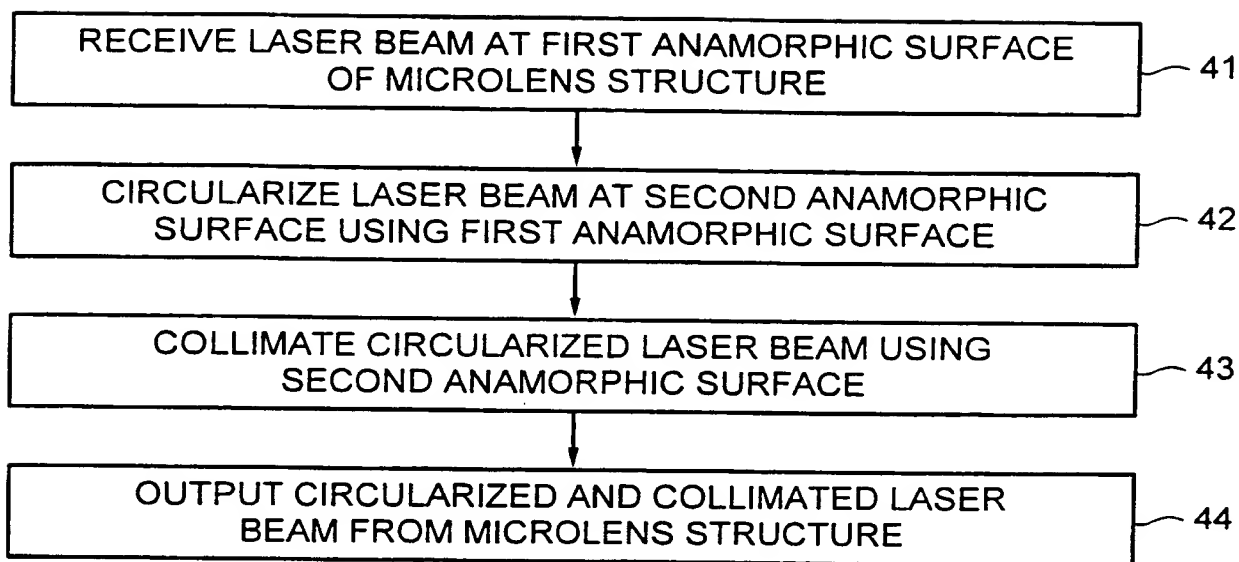 RECEIVE LASER BEAM AT FIRST ANAMORPHIC SURFACE
OF MICROLENS STRUCTURE
41
CIRCULARIZE LASER BEAM AT SECOND ANAMORPHIC
SURFACE USING FIRST ANAMORPHIC SURFACE
42
COLLIMATE CIRCULARIZED LASER BEAM USING
SECOND ANAMORPHIC SURFACE
43
OUTPUT CIRCULARIZED AND COLLIMATED LASER
BEAM FROM MICROLENS STRUCTURE
44